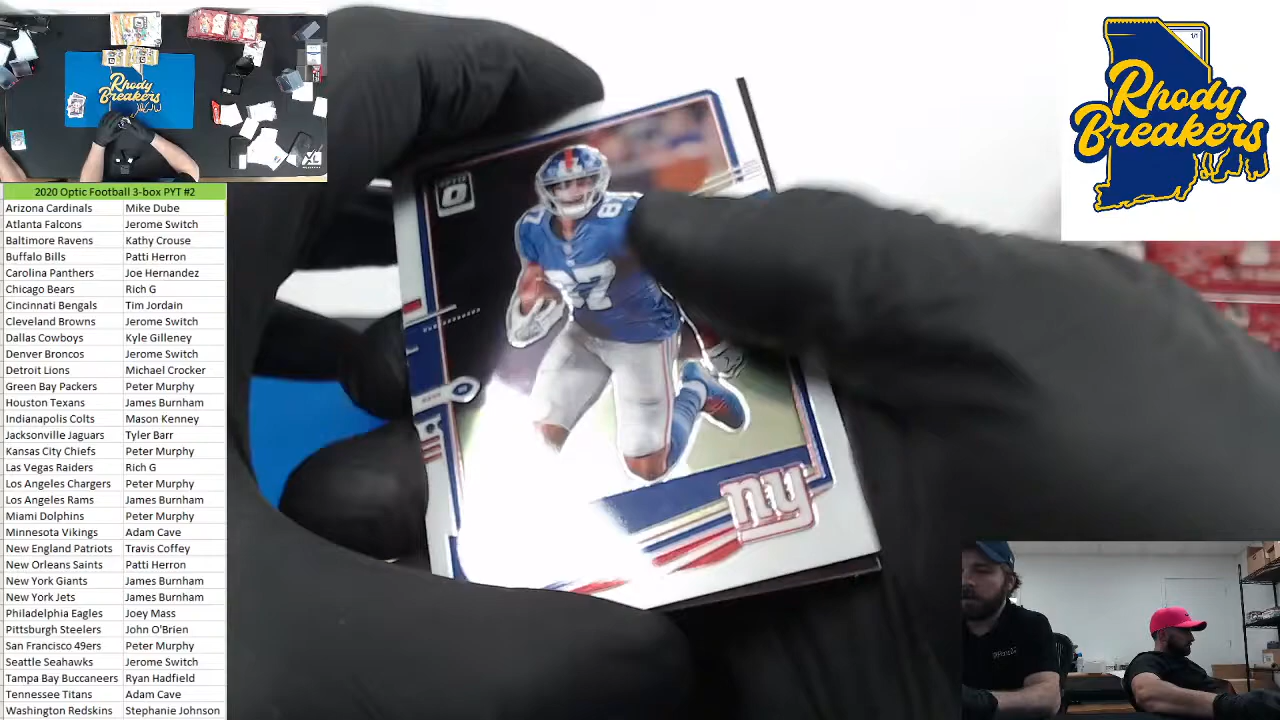 Rhody
Breakers
XL
2020 Optic Football 3-box PYT #2
Arizona Cardinals Mike Dube
Atlanta Falcons Jerome Switch
Baltimore Ravens Kathy Crouse
Buffalo Bills Patti Herron
Carolina Panthers Joe Hernandez
Chicago Bears Rich G
Cincinnati Bengals Tim Jordain
Cleveland Browns Jerome Switch
Dallas Cowboys Kyle Gilleney
Denver Broncos Jerome Switch
Detroit Lions Michael Crocker
Green Bay Packers Peter Murphy
Houston Texans James Burnham
Indianapolis Colts Mason Kenney
Jacksonville Jaguars Tyler Barr
Kansas City Chiefs Peter Murphy
Las Vegas Raiders Rich G
Los Angeles Chargers Peter Murphy
Los Angeles Rams James Burnham
Miami Dolphins Peter Murphy
Minnesota Vikings Adam Cave
New England Patriots Travis Coffey
New Orleans Saints Patti Herron
New York Giants James Burnham
New York Jets James Burnham
Philadelphia Eagles Joey Mass
Pittsburgh Steelers John O'Brien
San Francisco 49ers Peter Murphy
Seattle Seahawks Jerome Switch
Tampa Bay Buccaneers Ryan Hadfield
Tennessee Titans Adam Cave
Washington Redskins Stephanie Johnson
87
87
ny
1/1
Rhody
Breakers